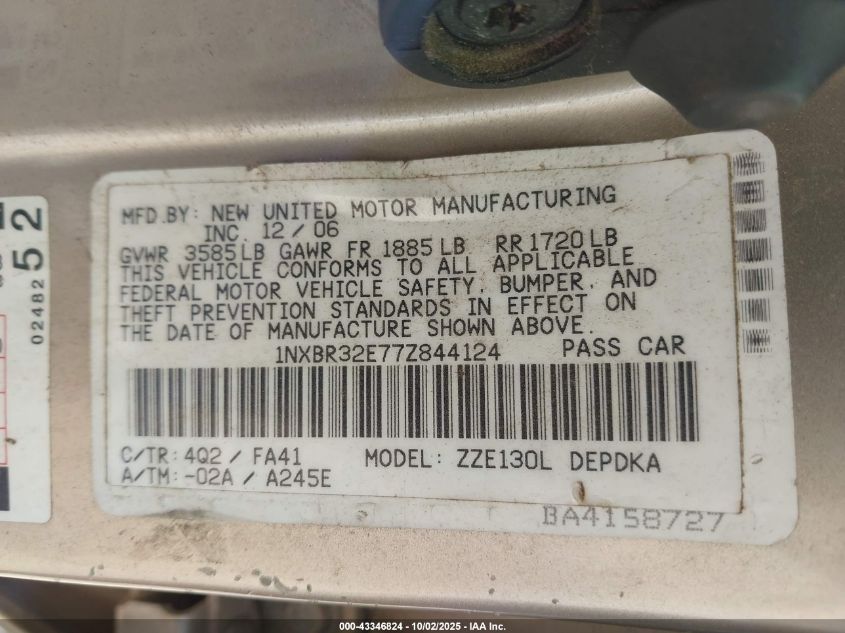 MFD.BY: NEW UNITED MOTOR MANUFACTURING
INC. 12/06
GVWR 3585LB GAWR FR 1885LB RR1720LB
THIS VEHICLE CONFORMS TO ALL APPLICABLE
FEDERAL MOTOR VEHICLE SAFETY, BUMPER, AND
THEFT PREVENTION STANDARDS IN EFFECT ON
THE DATE OF MANUFACTURE SHOWN ABOVE.
1NXBR32E77Z844124 PASS CAR
C/TR: 4Q2 / FA41 MODEL: ZZE130L DEPDKA
A/TM: -02A / A245E
BA4158727
52
02482
000-43346824 | 10/02/2025 - IAA Inc.